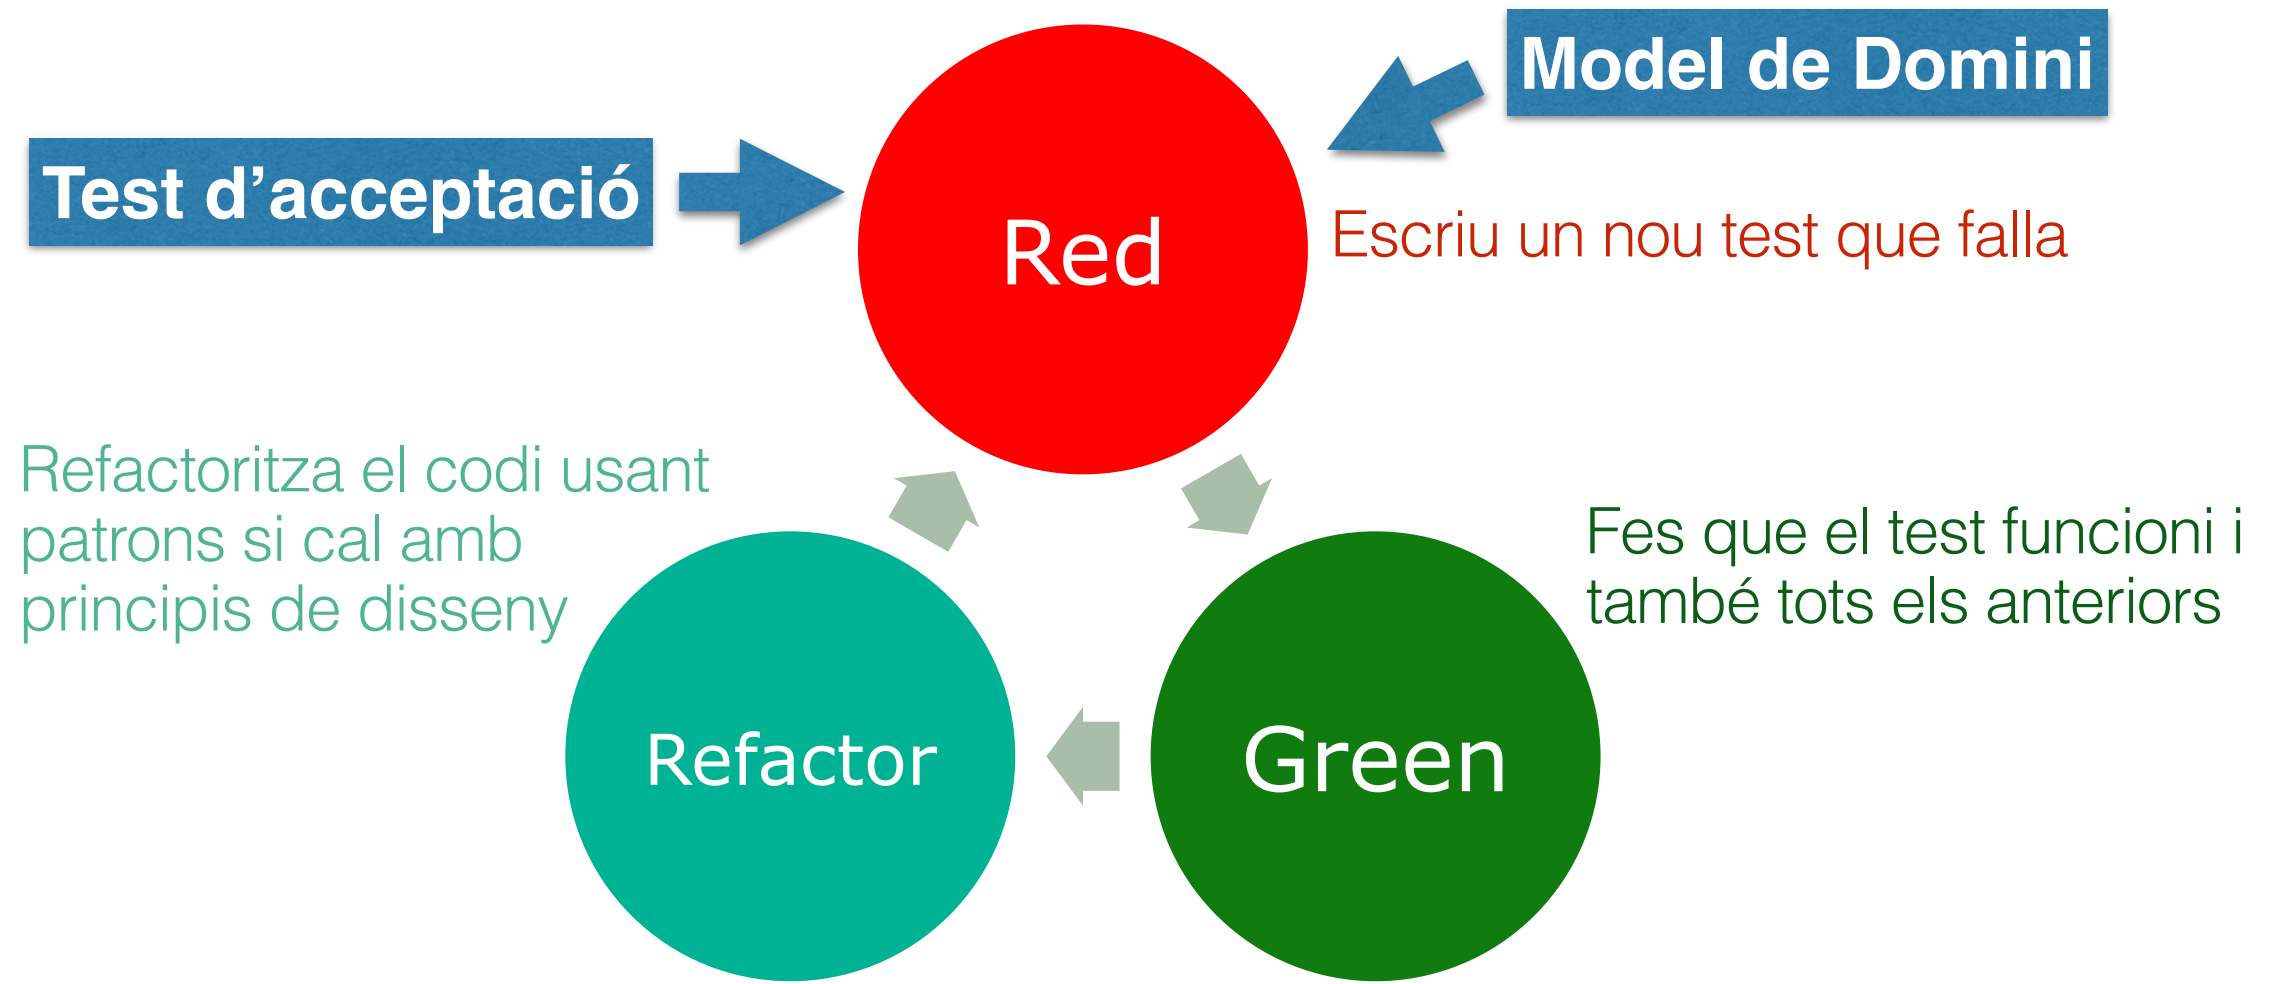 Model de Domini
Test d’acceptació
Red
Escriu un nou test que falla
Refactoritza el codi usant
patrons si cal amb
principis de disseny
Fes que el test funcioni i
també tots els anteriors
Refactor
Green